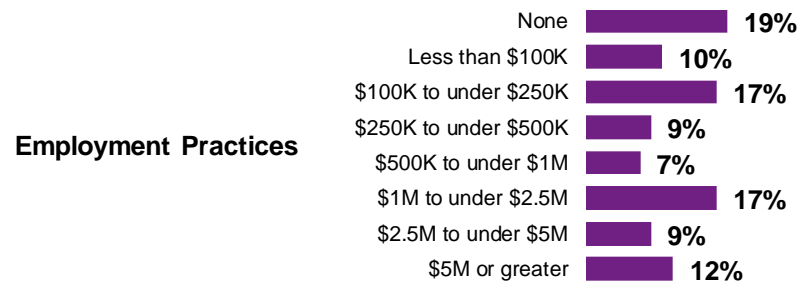 None 19%
Less than $100K 10%
$100K to under $250K 17%
$250K to under $500K 9%
Employment Practices
$500K to under $1M 7%
$1M to under $2.5M 17%
$2.5M to under $5M 9%
$5M or greater 12%